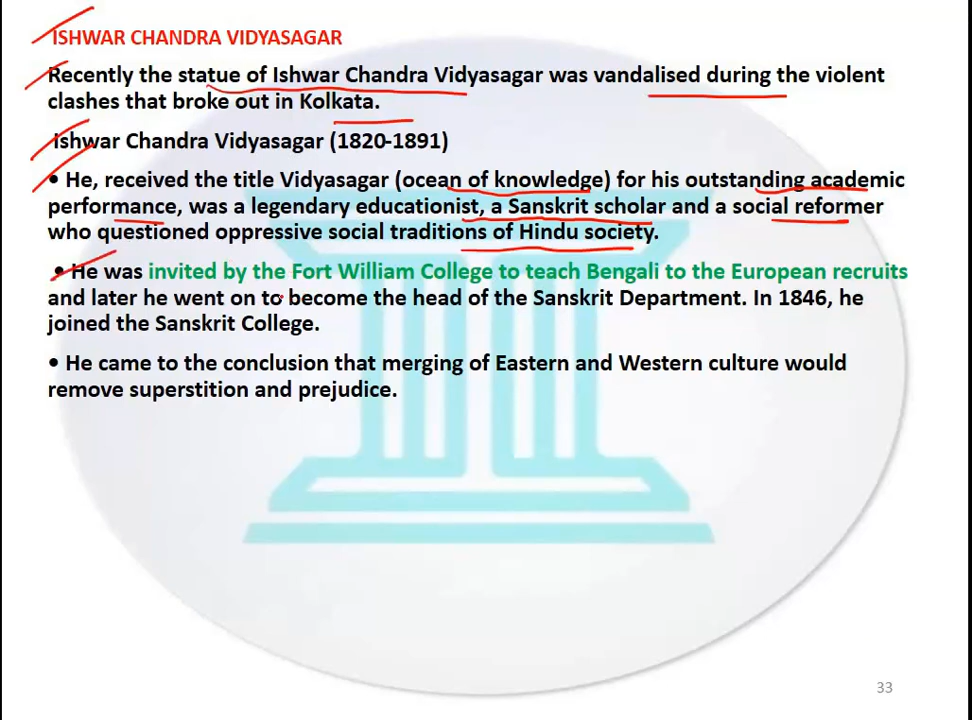 ISHWAR CHANDRA VIDYASAGAR
Recently the statue of Ishwar Chandra Vidyasagar was vandalised during the violent
clashes that broke out in Kolkata.
Ishwar Chandra Vidyasagar (1820-1891)
• He, received the title Vidyasagar (ocean of knowledge) for his outstanding academic
performance, was a legendary educationist, a Sanskrit scholar and a social reformer
who questioned oppressive social traditions of Hindu society.
• He was invited by the Fort William College to teach Bengali to the European recruits
and later he went on to become the head of the Sanskrit Department. In 1846, he
joined the Sanskrit College.
• He came to the conclusion that merging of Eastern and Western culture would
remove superstition and prejudice.
33